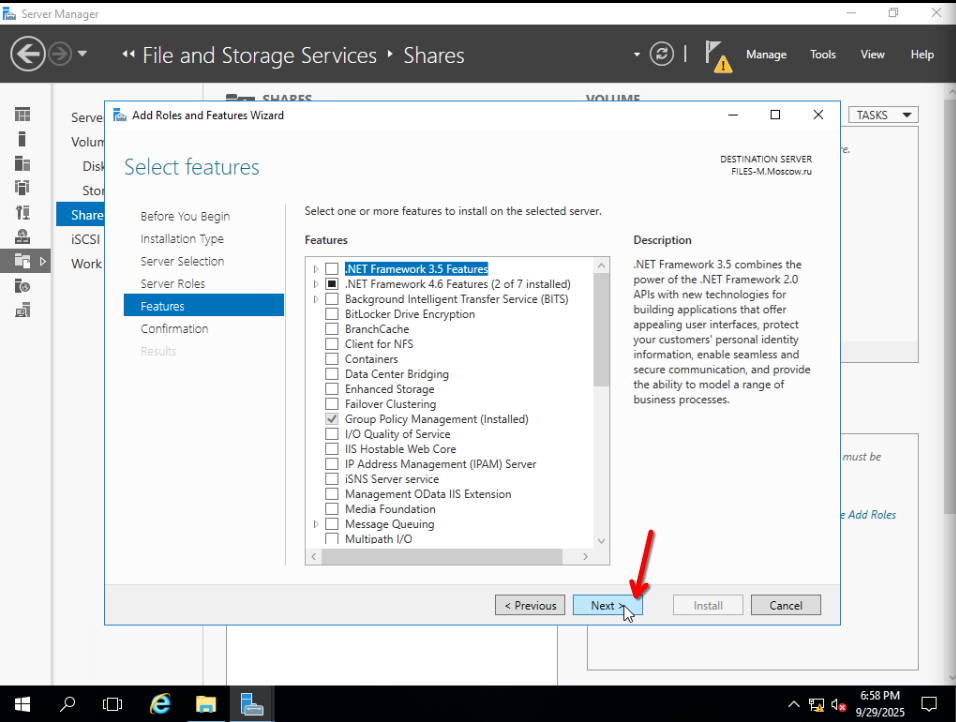 Server Manager
File and Storage Services
Shares
Manage
Tools
View
Help
SHARES
VOLUME
TASKS
Volum
Disk
Share
iSCSI
Work
Add Roles and Features Wizard
Select features
DESTINATION SERVER
FILES-M.Moscow.ru
Before You Begin
Installation Type
Server Selection
Server Roles
Features
Confirmation
Results
Select one or more features to install on the selected server.
Features
.NET Framework 3.5 Features
.NET Framework 4.6 Features (2 of 7 installed)
Background Intelligent Transfer Service (BITS)
BitLocker Drive Encryption
BranchCache
Client for NFS
Containers
Data Center Bridging
Enhanced Storage
Failover Clustering
Group Policy Management (Installed)
I/O Quality of Service
IIS Hostable Web Core
IP Address Management (IPAM) Server
iSNS Server service
Management OData IIS Extension
Media Foundation
Message Queuing
Multipath I/O
Description
.NET Framework 3.5 combines the
power of the .NET Framework 2.0
APIs with new technologies for
building applications that offer
appealing user interfaces, protect
your customers' personal identity
information, enable seamless and
secure communication, and provide
the ability to model a range of
business processes.
must be
e Add Roles
< Previous
Next >
Install
Cancel
6:58 PM
9/29/2025